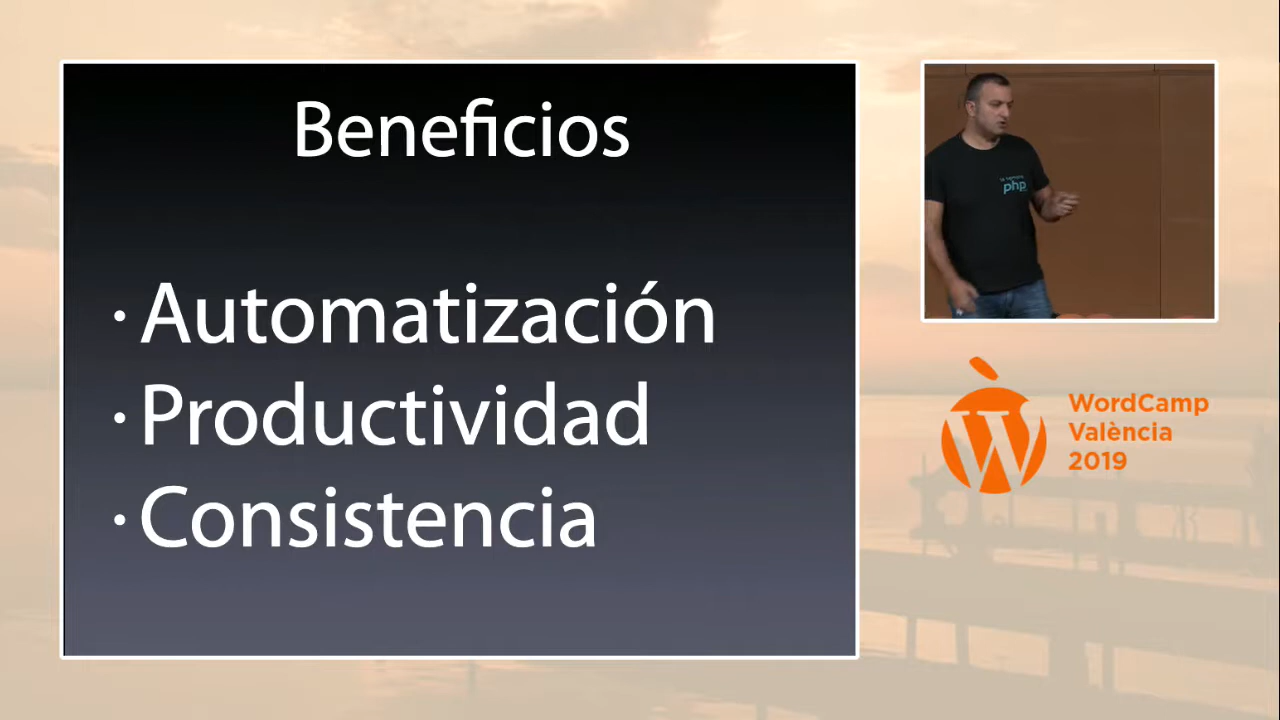 Beneficios
· Automatización
· Productividad
· Consistencia
php
WordCamp
València
2019